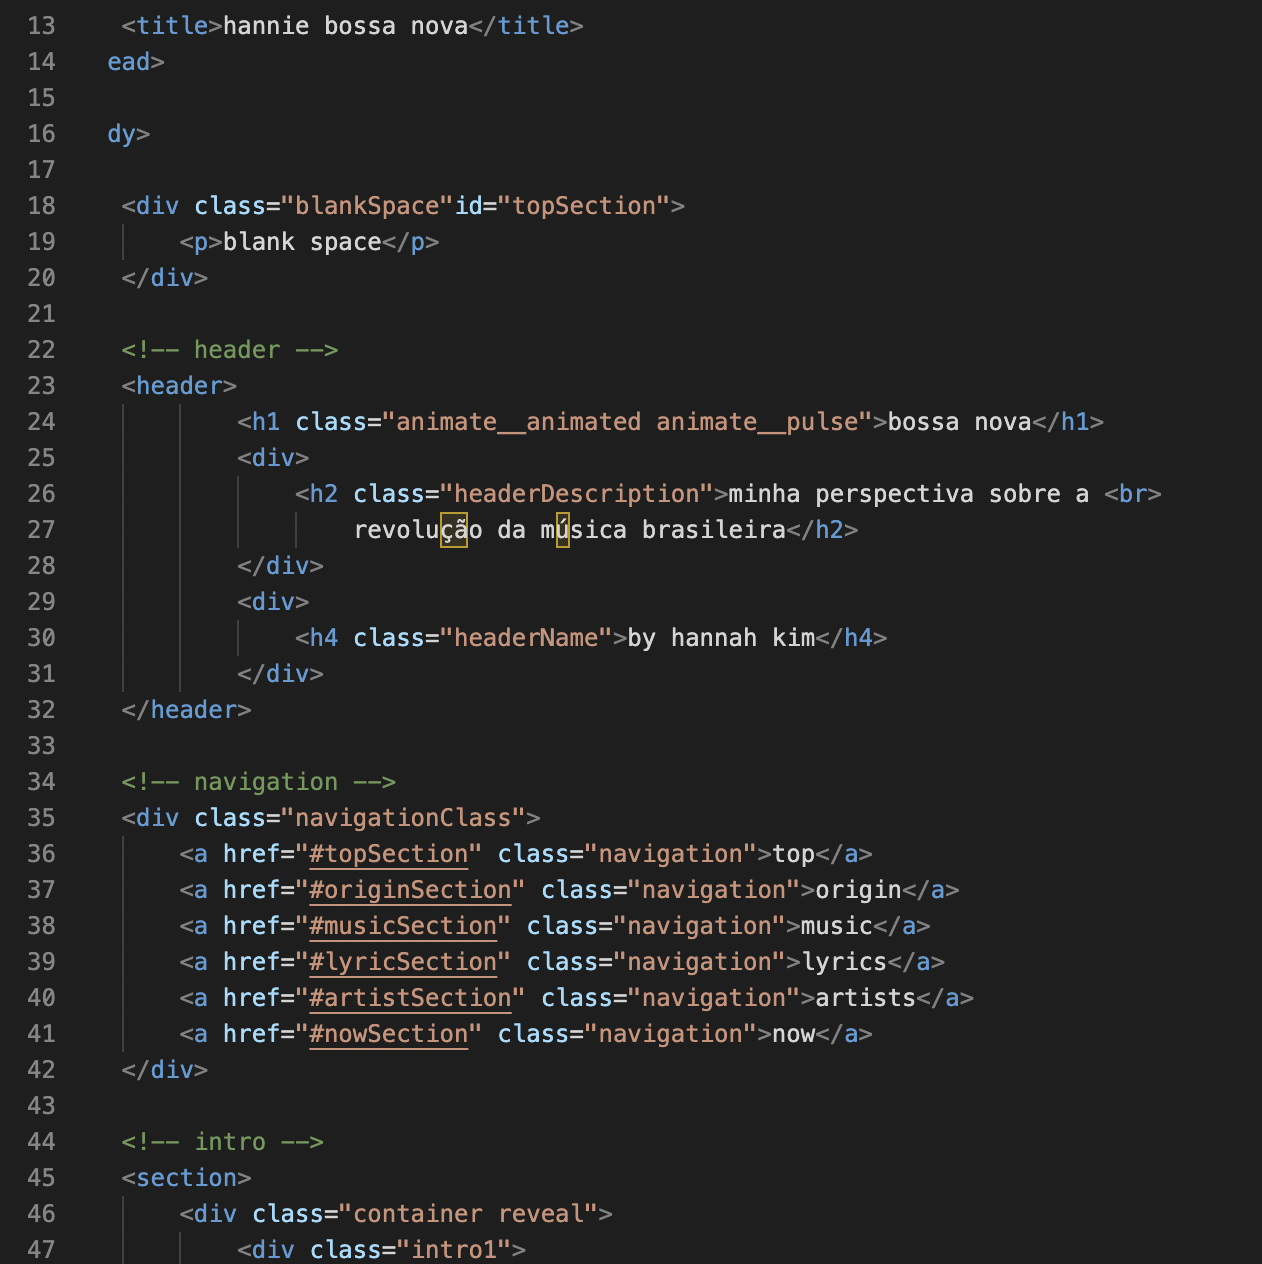 13 <title>hannie bossa nova</title>
14 ead>
15
16 dy>
17
18 <div class="blankSpace"id="topSection">
19 <p>blank space</p>
20 </div>
21
22 <!-- header -->
23 <header>
24 <h1 class="animate__animated animate__pulse">bossa nova</h1>
25 <div>
26 <h2 class="headerDescription">minha perspectiva sobre a <br>
27 revolução da música brasileira</h2>
28 </div>
29 <div>
30 <h4 class="headerName">by hannah kim</h4>
31 </div>
32 </header>
33
34 <!-- navigation -->
35 <div class="navigationClass">
36 <a href="#topSection" class="navigation">top</a>
37 <a href="#originSection" class="navigation">origin</a>
38 <a href="#musicSection" class="navigation">music</a>
39 <a href="#lyricSection" class="navigation">lyrics</a>
40 <a href="#artistSection" class="navigation">artists</a>
41 <a href="#nowSection" class="navigation">now</a>
42 </div>
43
44 <!-- intro -->
45 <section>
46 <div class="container reveal">
47 <div class="intro1">